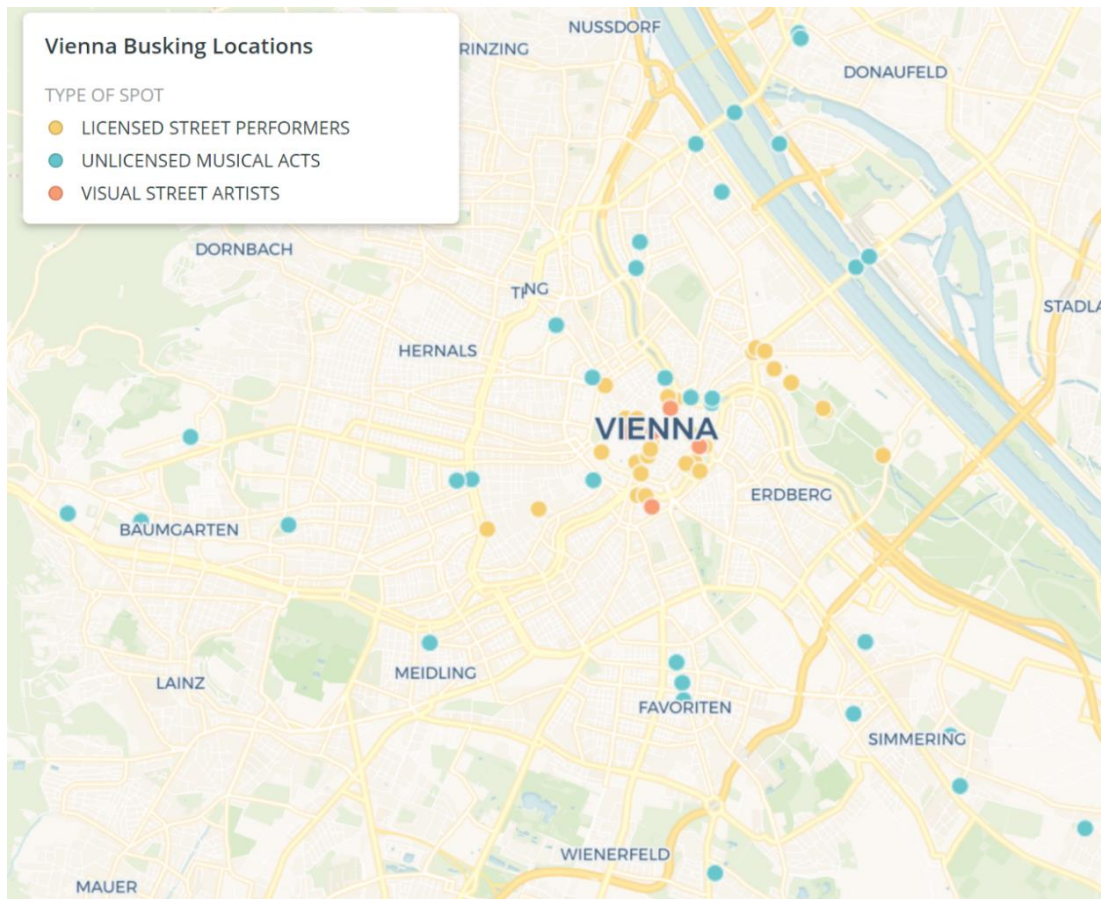 Vienna Busking Locations
TYPE OF SPOT
LICENSED STREET PERFORMERS
UNLICENSED MUSICAL ACTS
VISUAL STREET ARTISTS
NUSSDORF
RINZING
DONAUFELD
DORNBACH
NG
STADLA
HERNALS
VIENNA
ERDBERG
BAUMGARTEN
MEIDLING
LAINZ
FAVORITEN
SIMMERING
WIENERFELD
MAUER